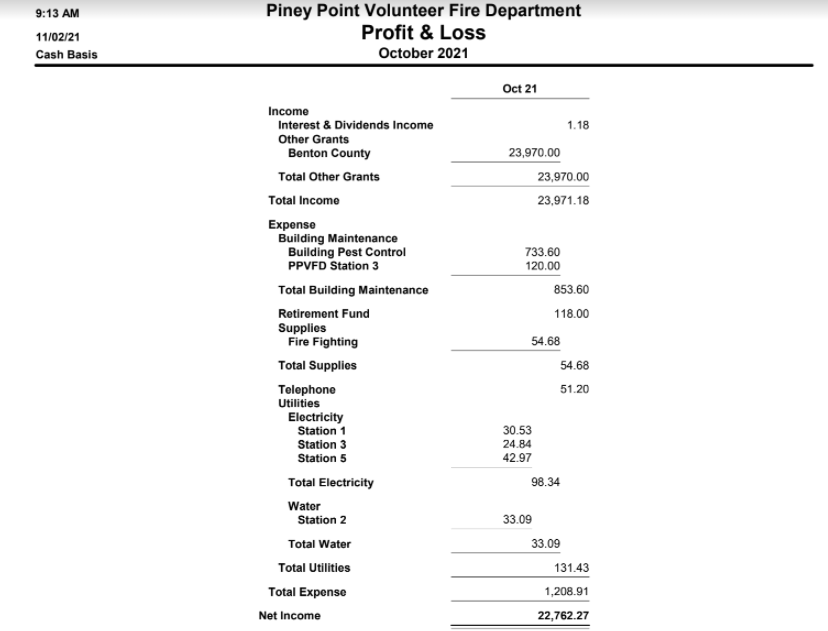 9:13 AM
11/02/21
Cash Basis
Piney Point Volunteer Fire Department
Profit & Loss
October 2021
Oct 21
Income
Interest & Dividends Income 1.18
Other Grants
Benton County 23,970.00
Total Other Grants 23,970.00
Total Income 23,971.18
Expense
Building Maintenance
Building Pest Control 733.60
PPVFD Station 3 120.00
Total Building Maintenance 853.60
Retirement Fund 118.00
Supplies
Fire Fighting 54.68
Total Supplies 54.68
Telephone 51.20
Utilities
Electricity
Station 1 30.53
Station 3 24.84
Station 5 42.97
Total Electricity 98.34
Water
Station 2 33.09
Total Water 33.09
Total Utilities 131.43
Total Expense 1,208.91
Net Income 22,762.27